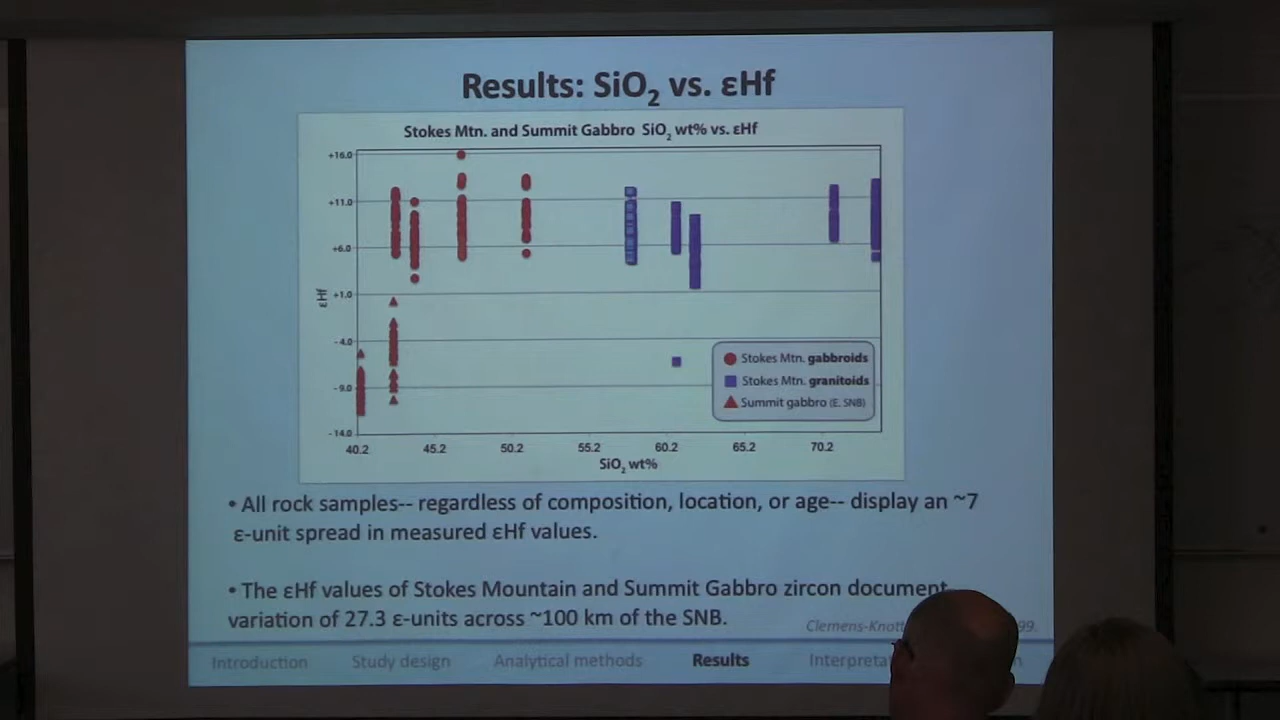 Results: SiO₂ vs. εHf
Stokes Mtn. and Summit Gabbro SiO₂ wt% vs. εHf
+16.0
+11.0
+6.0
+1.0
-4.0
-9.0
-14.0
εHf
Stokes Mtn. gabbroids
Stokes Mtn. granitoids
Summit gabbro (E. SNB)
40.2 45.2 50.2 55.2 60.2 65.2 70.2
SiO₂ wt%
• All rock samples-- regardless of composition, location, or age-- display an ~7
ε-unit spread in measured εHf values.
• The εHf values of Stokes Mountain and Summit Gabbro zircon document
variation of 27.3 ε-units across ~100 km of the SNB.
99.
Introduction Study design Analytical methods Results